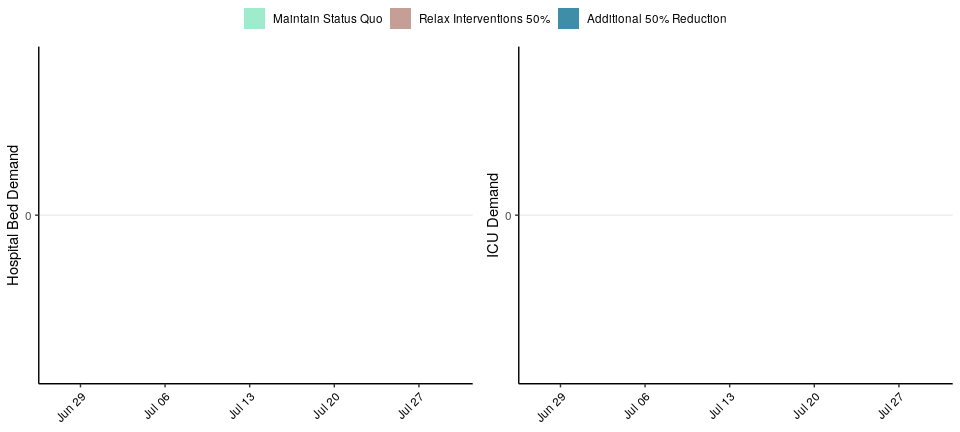 Maintain Status Quo Relax Interventions 50% Additional 50% Reduction
Hospital Bed Demand
0
Jun 29 Jul 06 Jul 13 Jul 20 Jul 27
ICU Demand
0
Jun 29 Jul 06 Jul 13 Jul 20 Jul 27